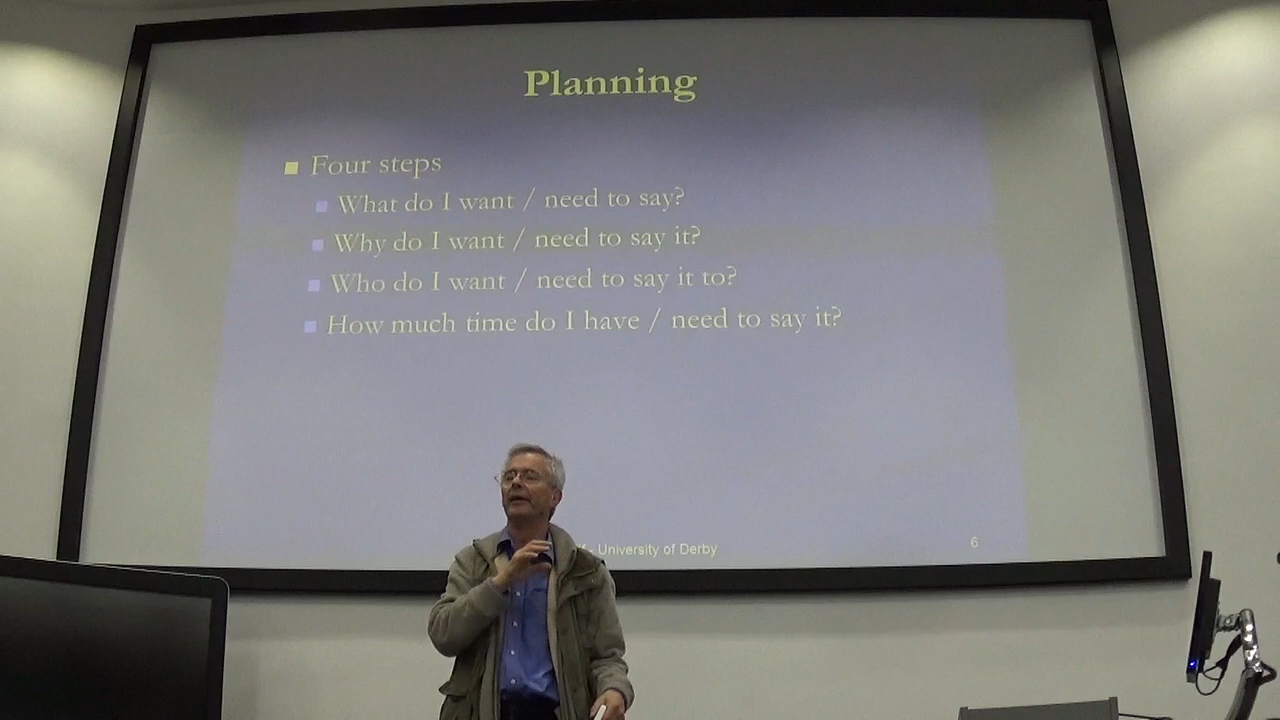 Planning
Four steps
What do I want / need to say?
Why do I want / need to say it?
Who do I want / need to say it to?
How much time do I have / need to say it?
- University of Derby
6